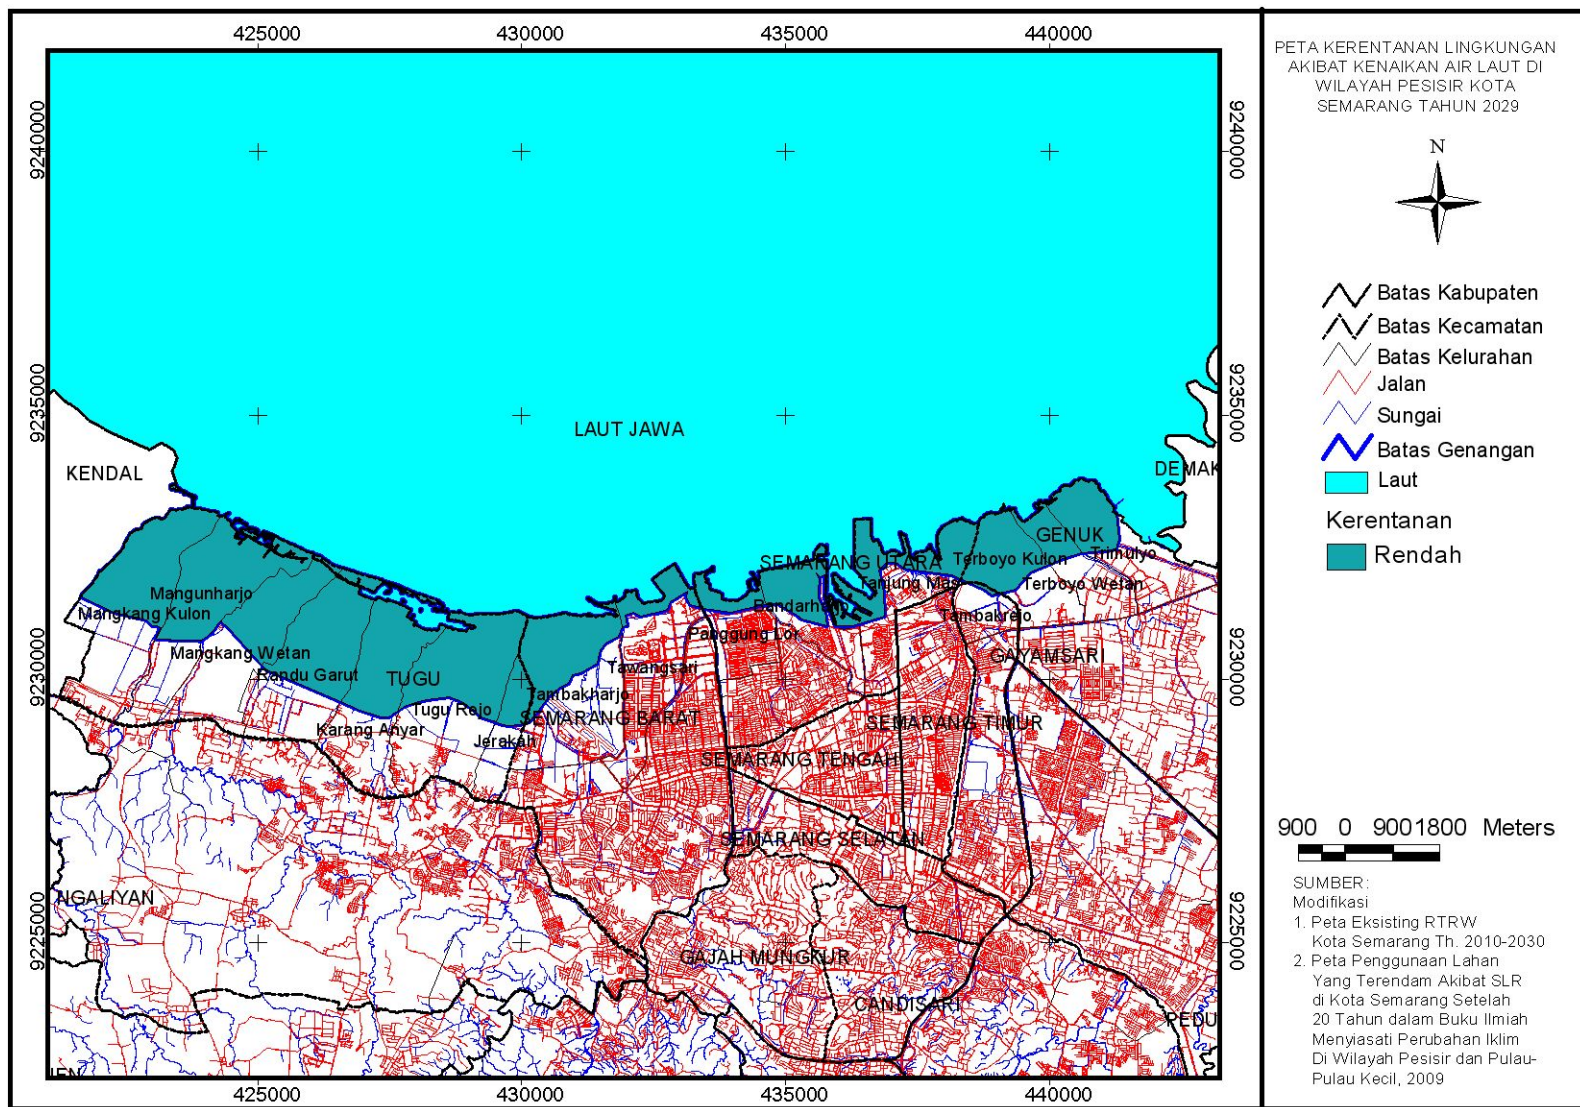 425000 430000 435000 440000
9240000
9240000
9235000
9235000
LAUT JAWA
KENDAL
DEMAK
GENUK
SEMARANG UTARA
Terboyo Kulon
Trimulyo
Tanjung Mas
Terboyo Wetan
Mangunharjo
Mangkang Kulon
Bandarharjo
Tambakrejo
Panggung Lor
Mangkang Wetan
GAYAMSARI
9230000
9230000
Randu Garut
TUGU
Tawangsari
Tambakharjo
Tugu Rejo
SEMARANG BARAT
SEMARANG TIMUR
Karang Anyar
Jerakah
SEMARANG TENGAH
SEMARANG SELATAN
NGALIYAN
9225000
9225000
GAJAH MUNGKUR
CANDISARI
PEDU
JEN
425000 430000 435000 440000
PETA KERENTANAN LINGKUNGAN
AKIBAT KENAIKAN AIR LAUT DI
WILAYAH PESISIR KOTA
SEMARANG TAHUN 2029
N
Batas Kabupaten
Batas Kecamatan
Batas Kelurahan
Jalan
Sungai
Batas Genangan
Laut
Kerentanan
Rendah
900 0 900 1800 Meters
SUMBER:
Modifikasi
1. Peta Eksisting RTRW
Kota Semarang Th. 2010-2030
2. Peta Penggunaan Lahan
Yang Terendam Akibat SLR
di Kota Semarang Setelah
20 Tahun dalam Buku Ilmiah
Menyiasati Perubahan Iklim
Di Wilayah Pesisir dan Pulau-
Pulau Kecil, 2009